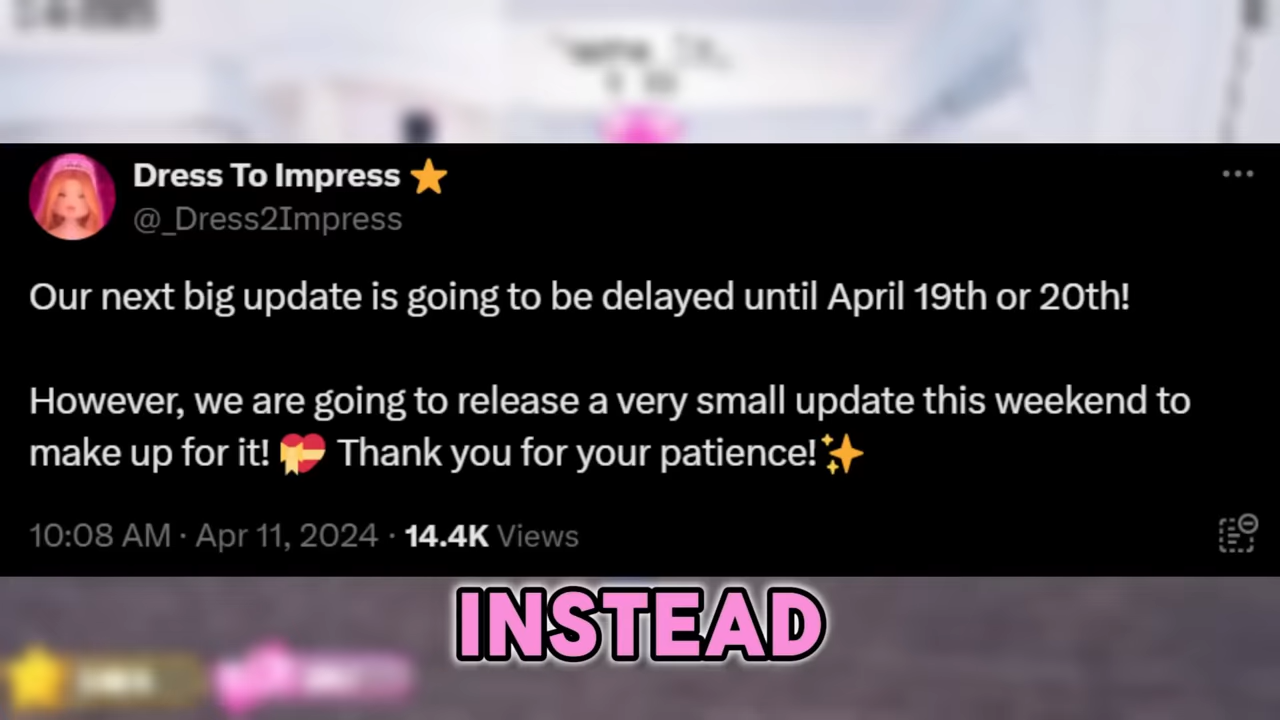 Dress To Impress ⭐
@_Dress2Impress
Our next big update is going to be delayed until April 19th or 20th!
However, we are going to release a very small update this weekend to
make up for it! 💝 Thank you for your patience!✨
10:08 AM · Apr 11, 2024 · 14.4K Views
INSTEAD